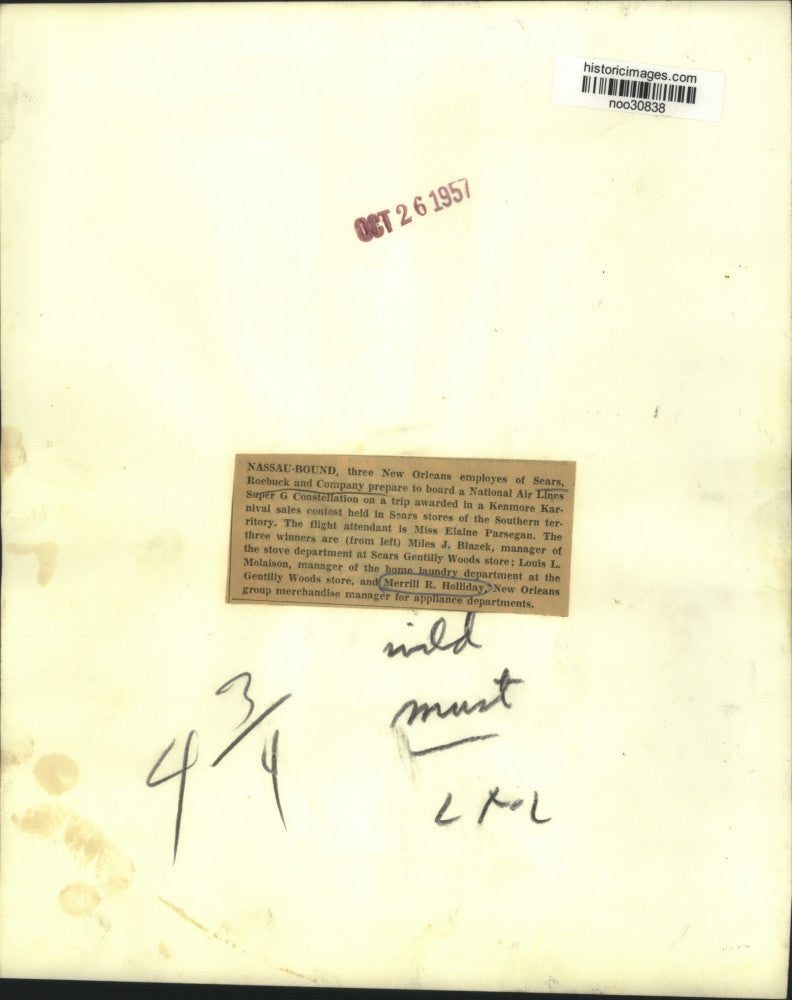 historicimages.com
noo30838
OCT 26 1957
NASSAU-BOUND, three New Orleans employes of Sears,
Roebuck and Company prepare to board a National Air Lines
Super G Constellation on a trip awarded in a Kenmore Kar-
nival sales contest held in Sears stores of the Southern ter-
ritory. The flight attendant is Miss Elaine Parsegan. The
three winners are (from left) Miles J. Blazek, manager of
the stove department at Sears Gentilly Woods store; Louis L.
Molaison, manager of the home laundry department at the
Gentilly Woods store, and Merrill R. Holliday, New Orleans
group merchandise manager for appliance departments.
must
4 3/4